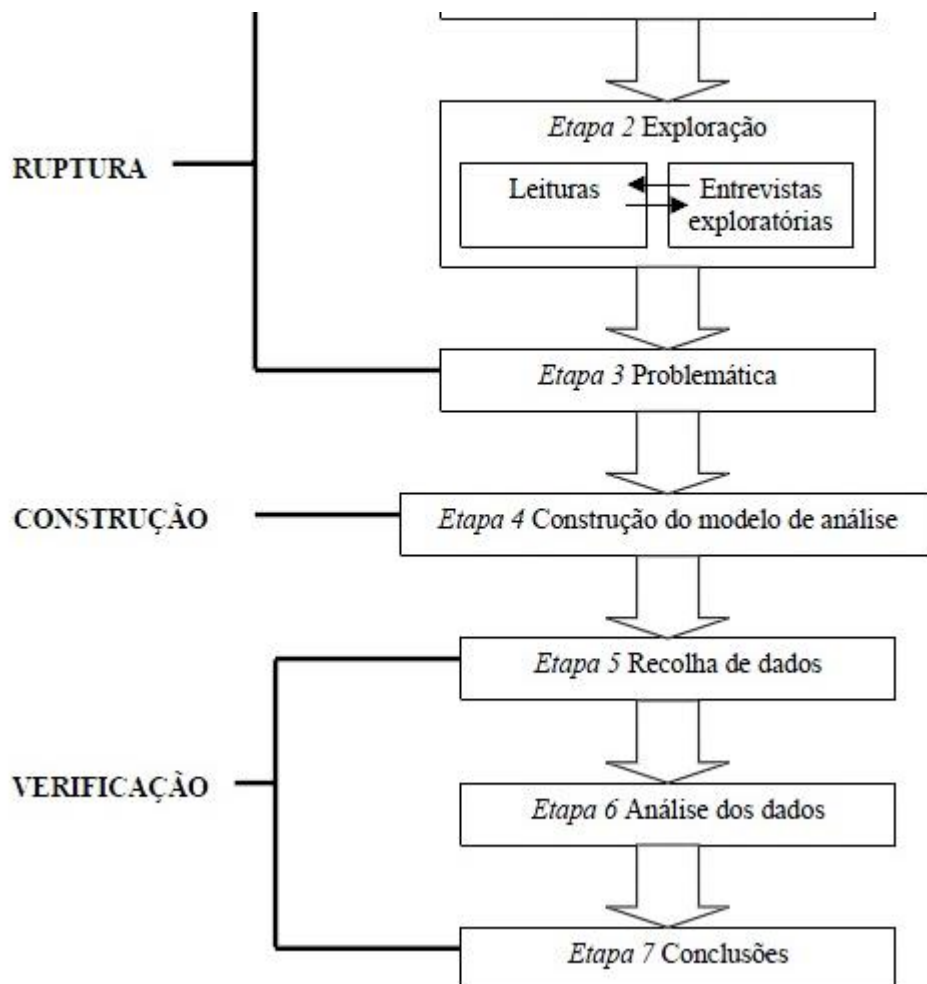 Etapa 2 Exploração
RUPTURA
Leituras
Entrevistas
exploratórias
Etapa 3 Problemática
CONSTRUÇÃO
Etapa 4 Construção do modelo de análise
Etapa 5 Recolha de dados
VERIFICAÇÃO
Etapa 6 Análise dos dados
Etapa 7 Conclusões